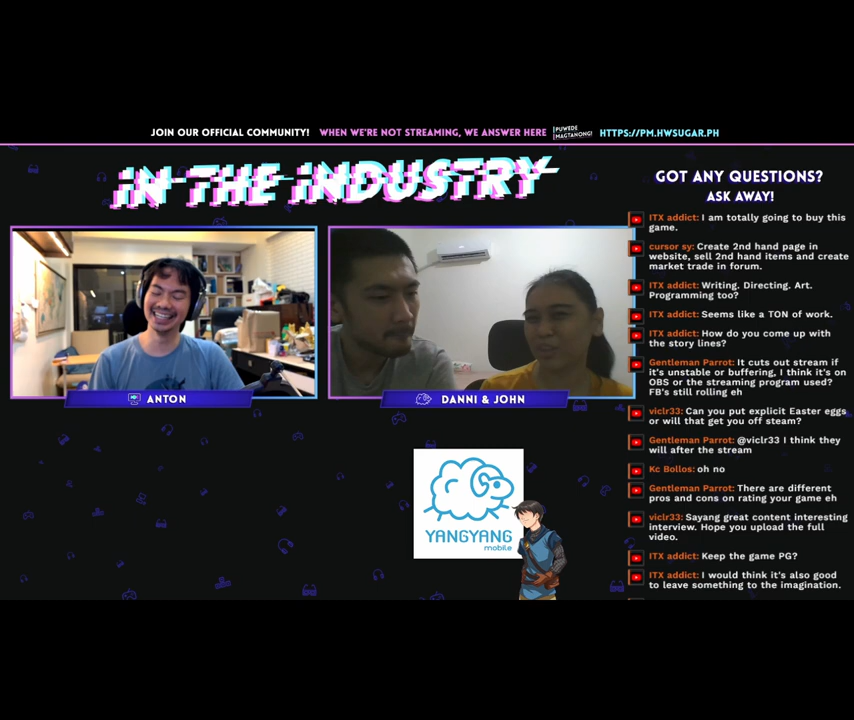 JOIN OUR OFFICIAL COMMUNITY! WHEN WE'RE NOT STREAMING, WE ANSWER HERE PUWEDE MAGTANONG! HTTPS://PM.HWSUGAR.PH
IN THE INDUSTRY
GOT ANY QUESTIONS?
ASK AWAY!
ITX addict: I am totally going to buy this
game.
cursor sy: Create 2nd hand page in
website, sell 2nd hand items and create
market trade in forum.
ITX addict: Writing. Directing. Art.
Programming too?
ITX addict: Seems like a TON of work.
ITX addict: How do you come up with
the story lines?
Gentleman Parrot: It cuts out stream if
it's unstable or buffering, I think it's on
OBS or the streaming program used?
FB's still rolling eh
viclr33: Can you put explicit Easter eggs
or will that get you off steam?
Gentleman Parrot: @viclr33 I think they
will after the stream
Kc Bollos: oh no
Gentleman Parrot: There are different
pros and cons on rating your game eh
viclr33: Sayang great content interesting
interview. Hope you upload the full
video.
ITX addict: Keep the game PG?
ITX addict: I would think it's also good
to leave something to the imagination.
ANTON
DANNI & JOHN
YANGYANG
mobile